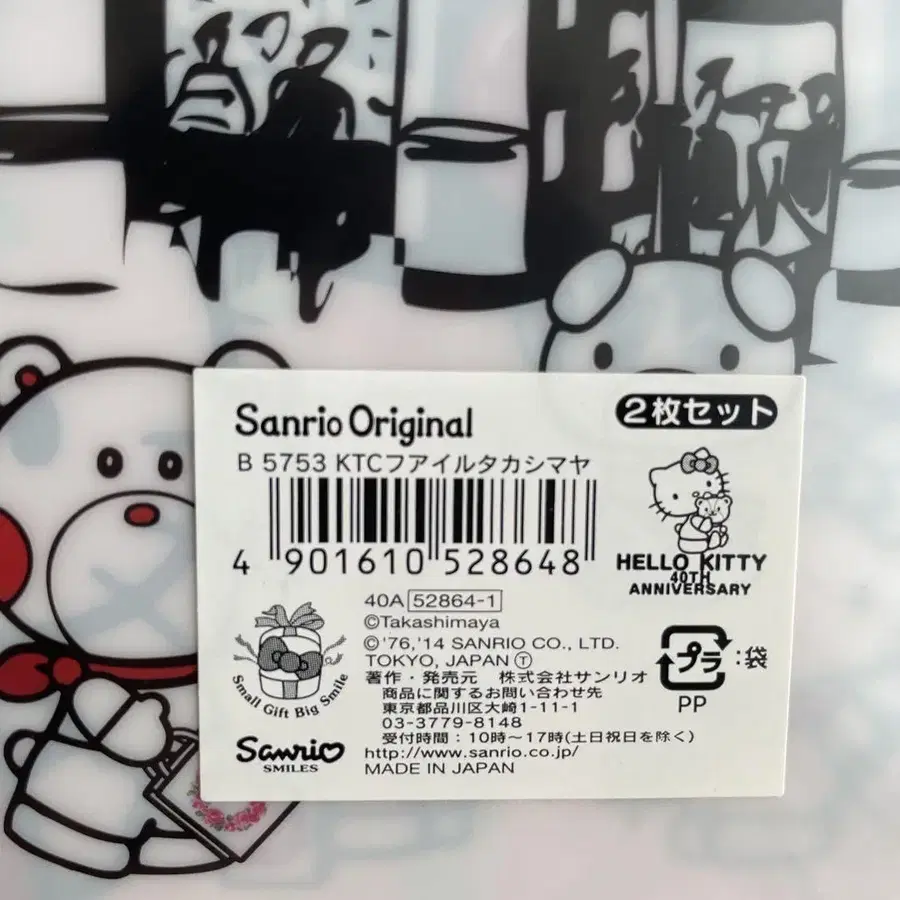 Sanrio Original
2枚セット
B 5753 KTCフアイルタカシマヤ
4 901610 528648
HELLO KITTY
40TH
ANNIVERSARY
40A 52864-1
©Takashimaya
©'76,'14 SANRIO CO., LTD.
TOKYO, JAPAN Ⓣ
著作・発売元 株式会社サンリオ
商品に関するお問い合わせ先
東京都品川区大崎1-11-1
03-3779-8148
受付時間：10時〜17時(土日祝日を除く)
http://www.sanrio.co.jp/
MADE IN JAPAN
Small Gift Big Smile
Sanrio
SMILES
プラ :袋
PP